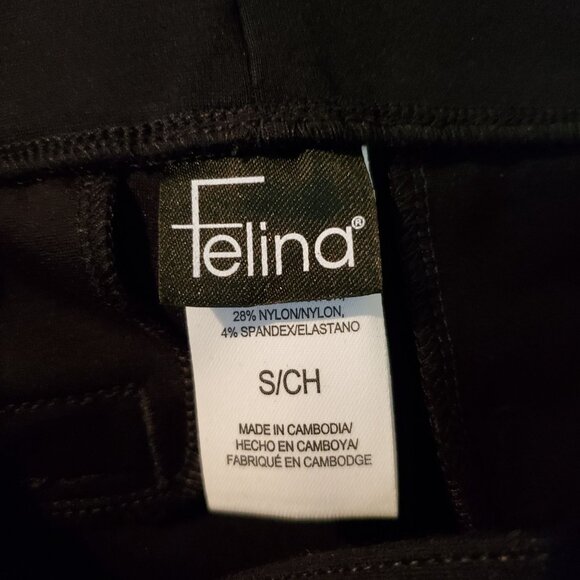 Felina®
28% NYLON/NYLON,
4% SPANDEX/ELASTANO
S/CH
MADE IN CAMBODIA/
HECHO EN CAMBOYA/
FABRIQUÉ EN CAMBODGE